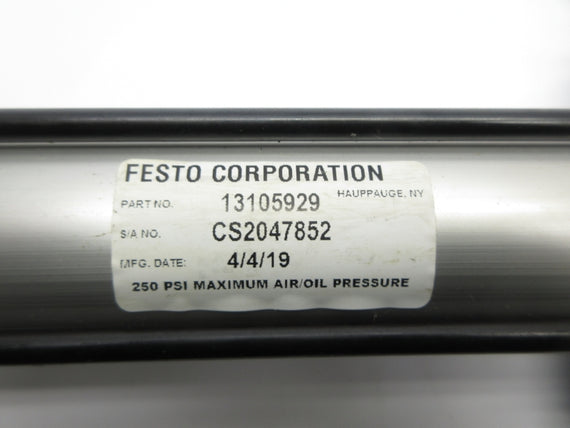 FESTO CORPORATION
HAUPPAUGE, NY
PART NO. 13105929
S/A NO. CS2047852
MFG. DATE: 4/4/19
250 PSI MAXIMUM AIR/OIL PRESSURE